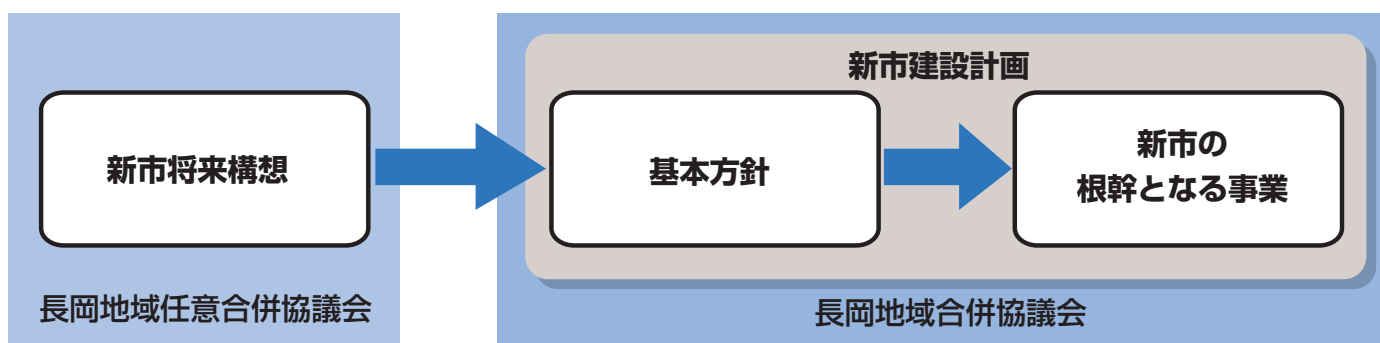 新市建設計画
新市将来構想
基本方針
新市の
根幹となる事業
長岡地域任意合併協議会
長岡地域合併協議会